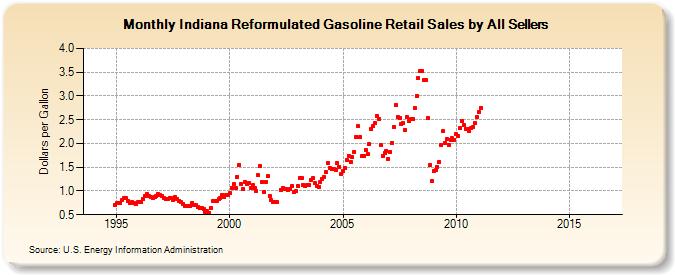 Monthly Indiana Reformulated Gasoline Retail Sales by All Sellers
Dollars per Gallon
4.0
3.5
3.0
2.5
2.0
1.5
1.0
0.5
1995 2000 2005 2010 2015
Source: U.S. Energy Information Administration